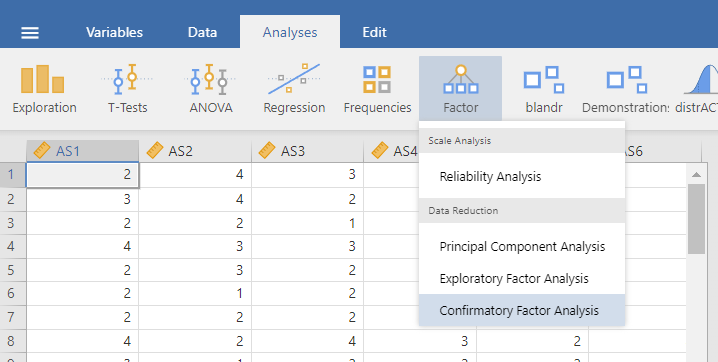 Variables Data Analyses Edit
Exploration T-Tests ANOVA Regression Frequencies Factor blandr Demonstrations distrACT
AS1 AS2 AS3 AS4 AS6
Scale Analysis
Reliability Analysis
Data Reduction
Principal Component Analysis
Exploratory Factor Analysis
Confirmatory Factor Analysis
1 2 4 3
2 3 4 2
3 2 2 1
4 4 3 3
5 2 3 2
6 2 1 2
7 2 2 2
8 4 2 4 3 2